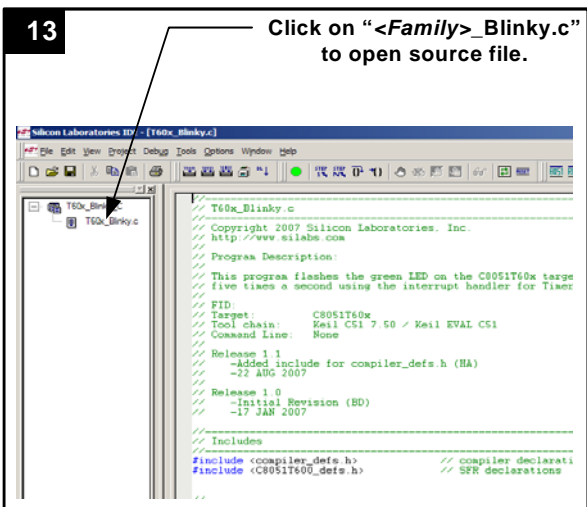 13
Click on “<Family>_Blinky.c”
to open source file.
Silicon Laboratories IDE - [T60x_Blinky.c]
File Edit View Project Debug Tools Options Window Help
T60x_Blinky_C
T60x_Blinky.c
//-----------------------------------------------------------------------------
// T60x_Blinky.c
//-----------------------------------------------------------------------------
// Copyright 2007 Silicon Laboratories, Inc.
// http://www.silabs.com
//
// Program Description:
//
// This program flashes the green LED on the C8051T60x targe
// five times a second using the interrupt handler for Timer
//
// FID:
// Target:         C8051T60x
// Tool chain:     Keil C51 7.50 / Keil EVAL C51
// Command Line:   None
//
// Release 1.1
//    -Added include for compiler_defs.h (HA)
//    -22 AUG 2007
//
// Release 1.0
//    -Initial Revision (BD)
//    -17 JAN 2007
//
//-----------------------------------------------------------------------------
// Includes
//-----------------------------------------------------------------------------
#include <compiler_defs.h>             // compiler declarati
#include <C8051T600_defs.h>            // SFR declarations